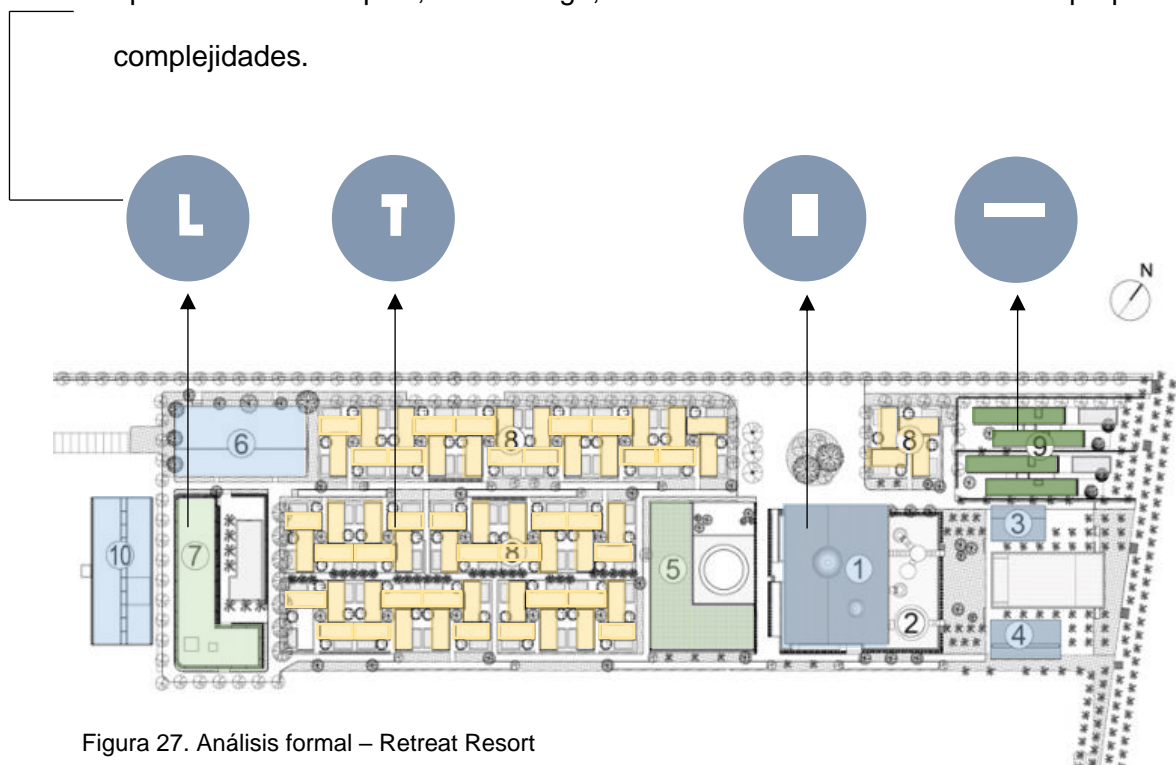 complejidades.
L T
N
6 8 8 9
10 7 8 5 1 3
2 4
Figura 27. Análisis formal – Retreat Resort